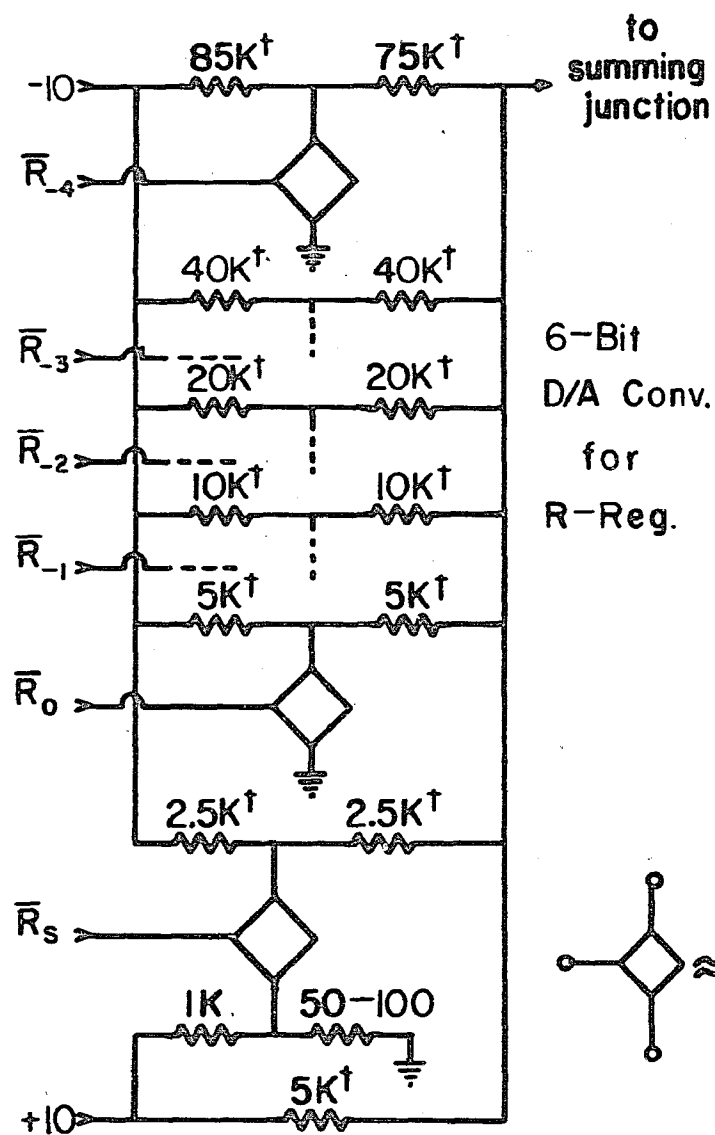 to
summing
junction
85K† 75K†
-10
R̅₋₄
40K† 40K†
R̅₋₃
20K† 20K†
R̅₋₂
10K† 10K†
R̅₋₁
5K† 5K†
R̅₀
6-Bit
D/A Conv.
for
R-Reg.
2.5K† 2.5K†
R̅ₛ
1K 50-100
≈
5K†
+10